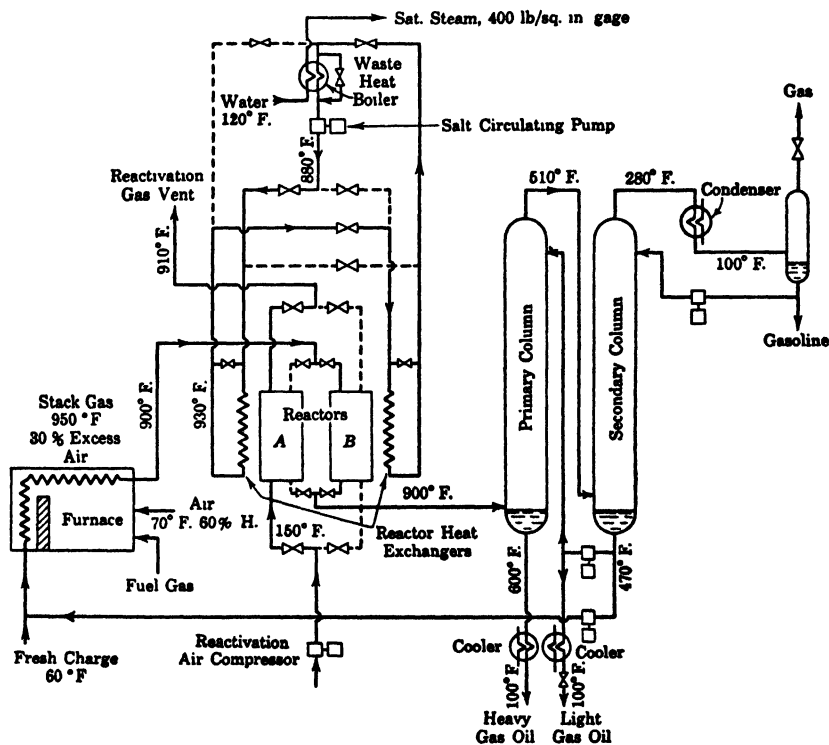 Sat. Steam, 400 lb/sq. in gage
Waste
Heat
Boiler
Water
120° F.
Salt Circulating Pump
880° F.
Reactivation
Gas Vent
910° F.
510° F.
280° F.
Condenser
Gas
100° F.
Gasoline
Primary Column
Secondary Column
900° F.
930° F.
Stack Gas
950 °F
30 % Excess
Air
Reactors
A
B
Furnace
Air
70° F. 60% H.
150° F.
900° F.
Reactor Heat
Exchangers
Fuel Gas
600° F.
470° F.
Fresh Charge
60 °F
Reactivation
Air Compressor
Cooler
Cooler
100° F.
100° F.
Heavy
Gas Oil
Light
Gas Oil